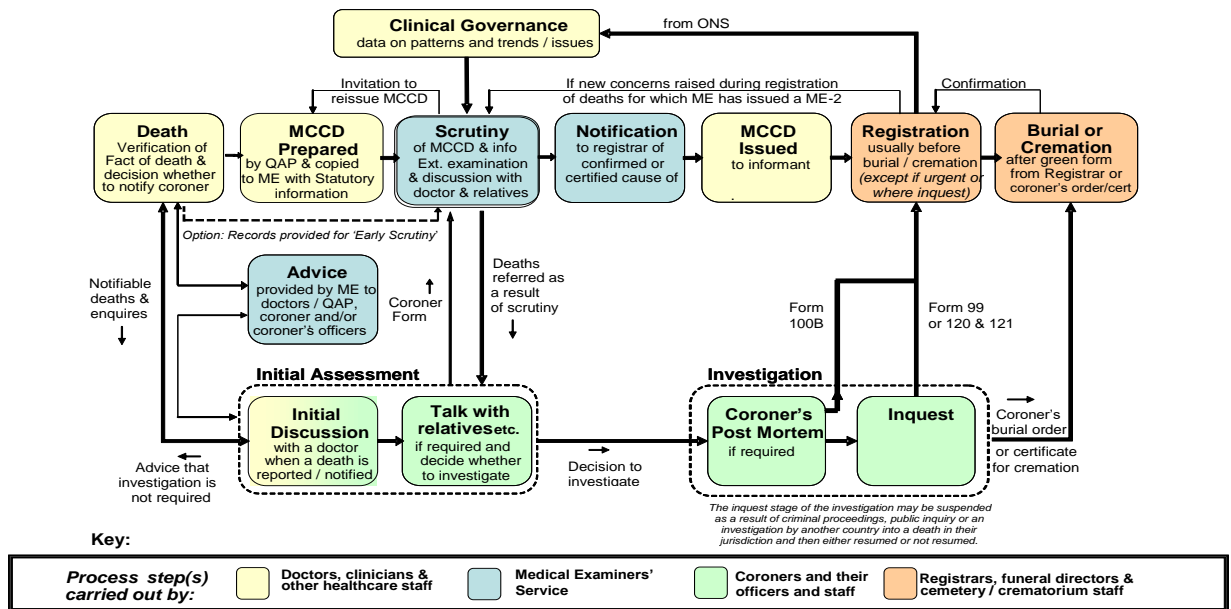 Clinical Governance
data on patterns and trends / issues
from ONS
Invitation to
reissue MCCD
If new concerns raised during registration
of deaths for which ME has issued a ME-2
Confirmation
Death
Verification of
Fact of death &
decision whether
to notify coroner
MCCD
Prepared
by QAP & copied
to ME with Statutory
information
Scrutiny
of MCCD & info
Ext. examination
& discussion with
doctor & relatives
Notification
to registrar of
confirmed or
certified cause of
MCCD
Issued
to informant
.
Registration
usually before
burial / cremation
(except if urgent or
where inquest)
Burial or
Cremation
after green form
from Registrar or
coroner's order/cert
Option: Records provided for 'Early Scrutiny'
Notifiable
deaths &
enquires
Advice
provided by ME to
doctors / QAP,
coroner and/or
coroner's officers
Coroner
Form
Deaths
referred as
a result
of scrutiny
Form
100B
Form 99
or 120 & 121
Initial Assessment
Initial
Discussion
with a doctor
when a death is
reported / notified
Talk with
relatives etc.
if required and
decide whether
to investigate
Advice that
investigation is
not required
Decision to
investigate
Investigation
Coroner's
Post Mortem
if required
Inquest
Coroner's
burial order
or certificate
for cremation
The inquest stage of the investigation may be suspended
as a result of criminal proceedings, public inquiry or an
investigation by another country into a death in their
jurisdiction and then either resumed or not resumed.
Key:
Process step(s)
carried out by:
Doctors, clinicians &
other healthcare staff
Medical Examiners'
Service
Coroners and their
officers and staff
Registrars, funeral directors &
cemetery / crematorium staff